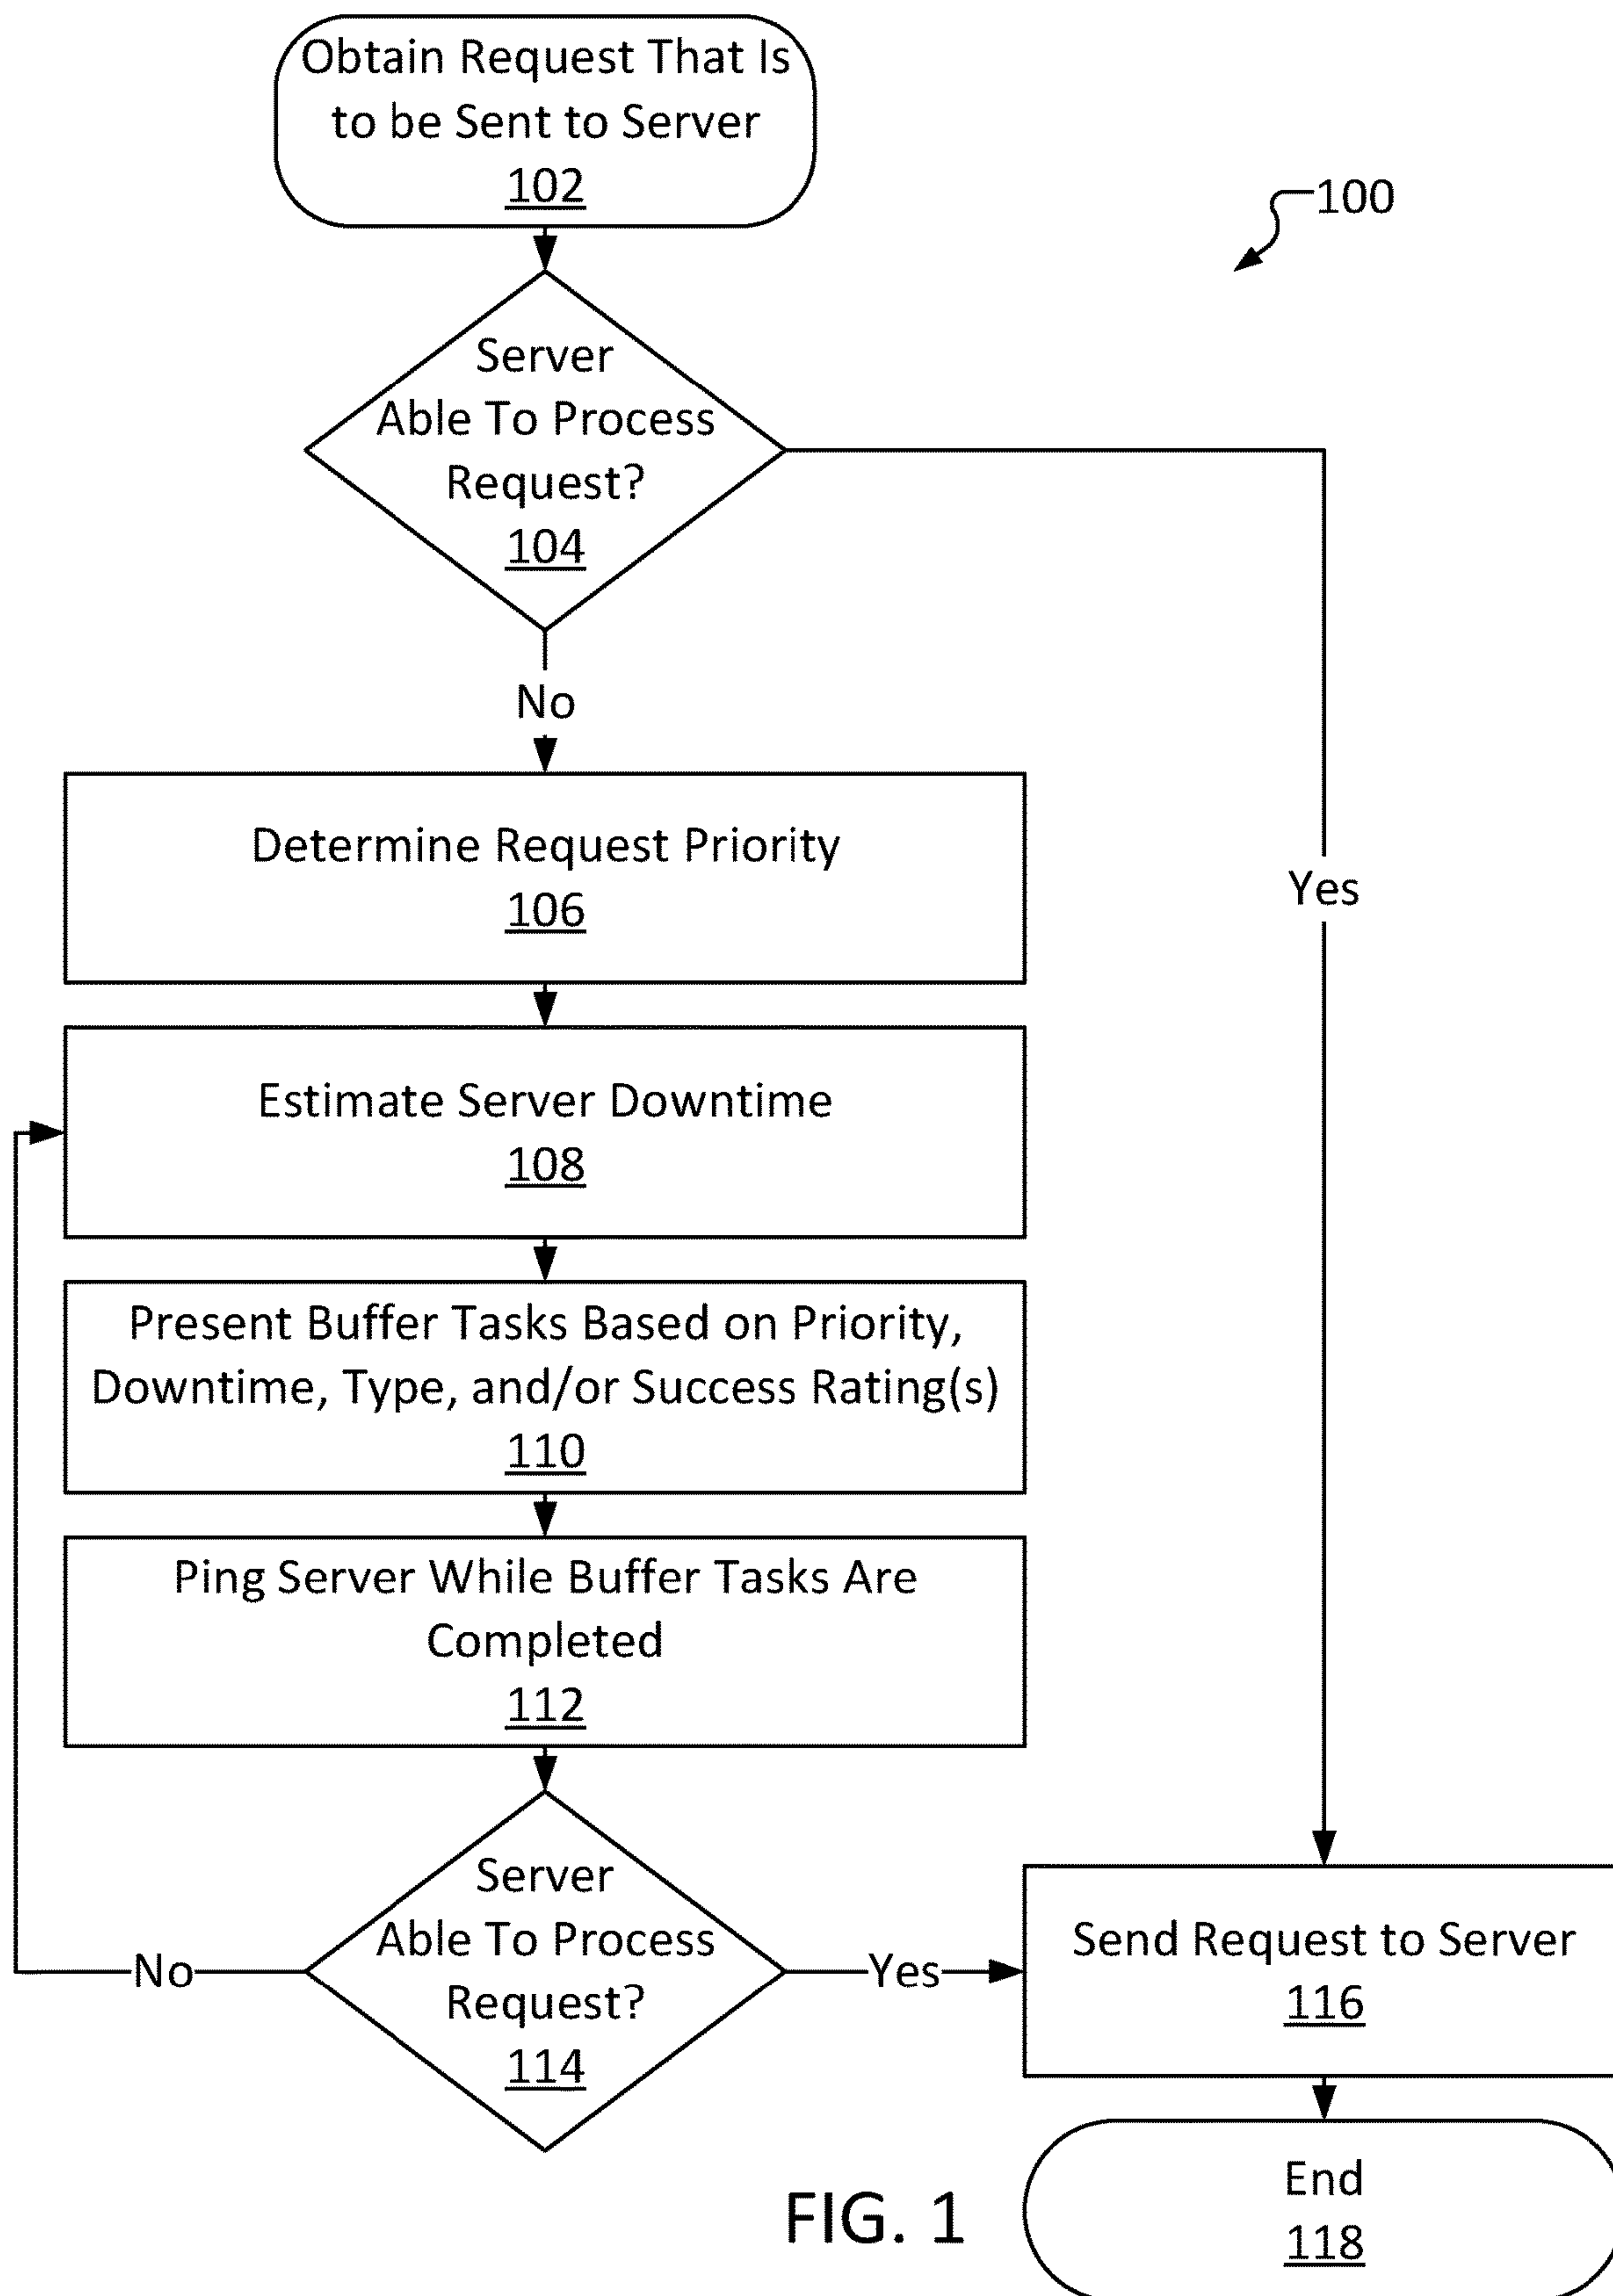 Obtain Request That Is
to be Sent to Server
102
100
Server
Able To Process
Request?
104
No
Yes
Determine Request Priority
106
Estimate Server Downtime
108
Present Buffer Tasks Based on Priority,
Downtime, Type, and/or Success Rating(s)
110
Ping Server While Buffer Tasks Are
Completed
112
Server
Able To Process
Request?
114
No
Yes
Send Request to Server
116
End
118
FIG. 1